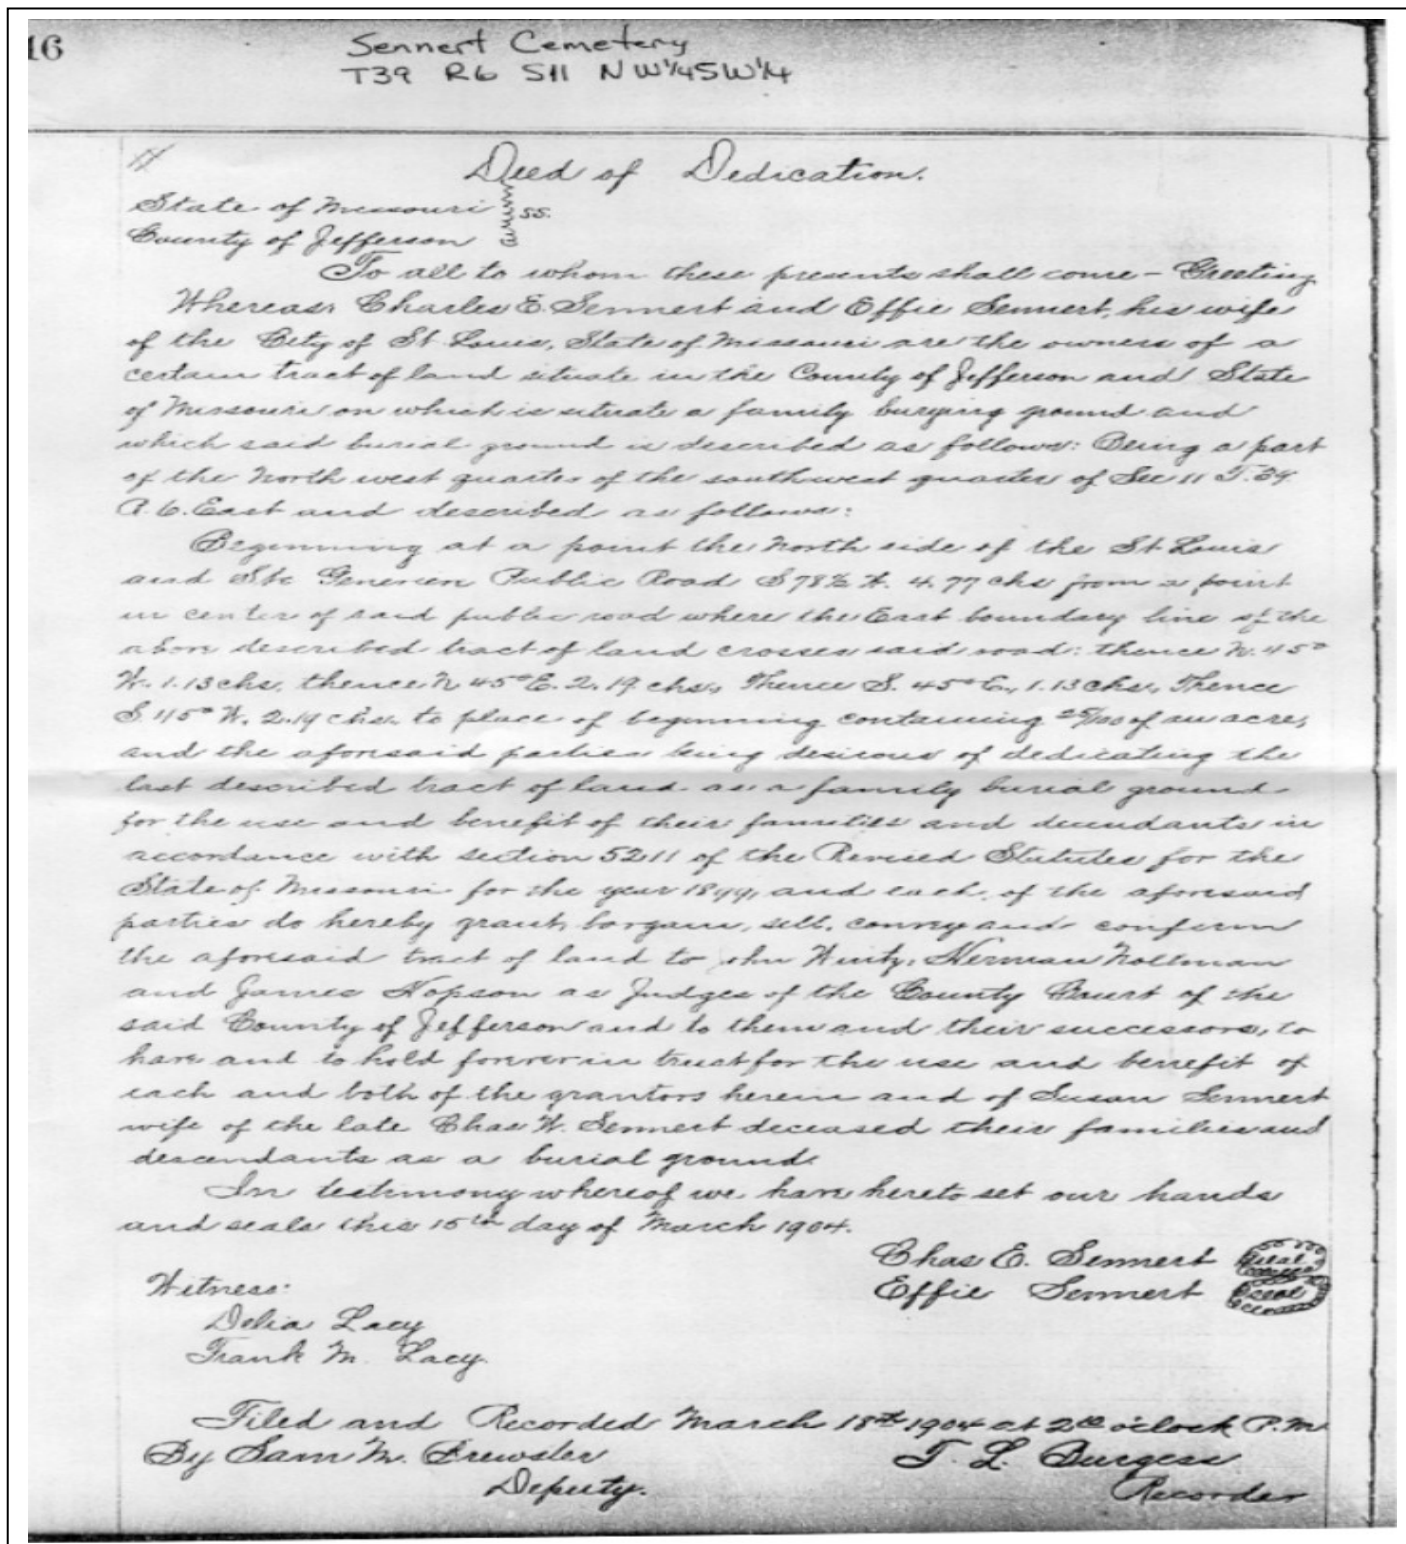 16
Sennert Cemetery
T39 R6 S11 NW1/4SW1/4
Deed of Dedication.
State of Missouri } ss.
County of Jefferson
To all to whom these presents shall come - Greeting
Whereas Charles E. Sennert and Effie Sennert, his wife
of the City of St Louis, State of Missouri are the owners of a
certain tract of land situate in the County of Jefferson and State
of Missouri on which is situate a family burying ground and
which said burial ground is described as follows: Being a part
of the North west quarter of the southwest quarter of Sec 11 T. 39
R. 6. East and described as follows:
Beginning at a point the North side of the St Louis
and Ste Public Road S 78½ W. 4.77 chs from a point
in center of said public road where the East boundary line of the
above described tract of land crosses said road: thence N. 45°
W. 1.13 chs, thence N 45° E. 2.19 chs, Thence S. 45° E., 1.13 chs, Thence
S 45° W. 2.19 chs. to place of beginning containing 25/100 of an acre,
and the aforesaid parties being desirous of dedicating the
last described tract of land as a family burial ground
for the use and benefit of their families and decendants in
accordance with section 5211 of the Revised Statutes for the
State of Missouri for the year 1899, and each of the aforesaid
parties do hereby grant, bargain, sell, convey and confirm
the aforesaid tract of land to Herman
and James Hopson as Judges of the County Court of the
said County of Jefferson and to them and their successors, to
have and to hold forever in trust for the use and benefit of
each and both of the grantors herein and of Susan Sennert
wife of the late Chas W. Sennert deceased their families and
descendants as a burial ground.
In testimony whereof we have hereto set our hands
and seals this 15th day of March 1904.
Chas E. Sennert Seal
Effie Sennert Seal
Witness:
Delia Lacy
Frank M. Lacy.
Filed and Recorded March 18th 1904 at 2 o'clock P.M
By Sam M. Brewster T. L. Burgess
Deputy. Recorder